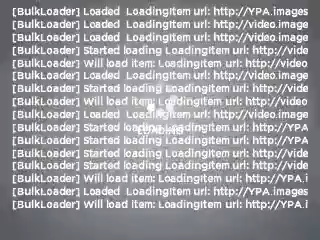 [BulkLoader] Loaded LoadingItem url: http://YPA.images
[BulkLoader] Loaded LoadingItem url: http://video.image
[BulkLoader] Loaded LoadingItem url: http://video.image
[BulkLoader] Started loading LoadingItem url: http://vide
[BulkLoader] Will load item: LoadingItem url: http://video
[BulkLoader] Loaded LoadingItem url: http://video.image
[BulkLoader] Started loading LoadingItem url: http://vide
[BulkLoader] Will load item: LoadingItem url: http://video
[BulkLoader] Loaded LoadingItem url: http://video.image
[BulkLoader] Started loading LoadingItem url: http://YPA
[BulkLoader] Started loading LoadingItem url: http://YPA
[BulkLoader] Started loading LoadingItem url: http://vide
[BulkLoader] Started loading LoadingItem url: http://vide
[BulkLoader] Will load item: LoadingItem url: http://YPA.i
[BulkLoader] Loaded LoadingItem url: http://YPA.images
[BulkLoader] Will load item: LoadingItem url: http://YPA.i